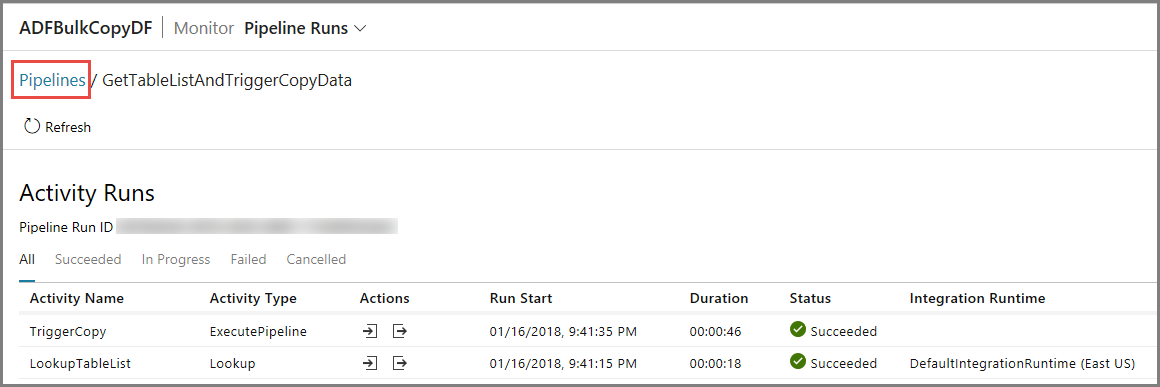 ADFBulkCopyDF Monitor Pipeline Runs
Pipelines / GetTableListAndTriggerCopyData
Refresh
Activity Runs
Pipeline Run ID
All Succeeded In Progress Failed Cancelled
Activity Name Activity Type Actions Run Start Duration Status Integration Runtime
TriggerCopy ExecutePipeline 01/16/2018, 9:41:35 PM 00:00:46 Succeeded
LookupTableList Lookup 01/16/2018, 9:41:15 PM 00:00:18 Succeeded DefaultIntegrationRuntime (East US)